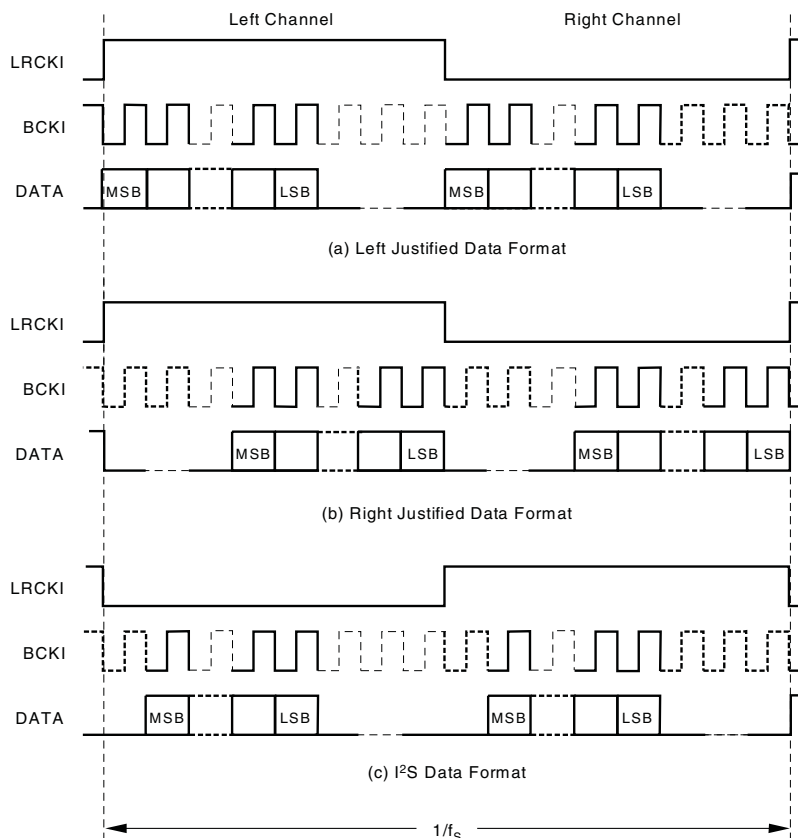 Left Channel Right Channel
LRCKI
BCKI
DATA MSB LSB MSB LSB
(a) Left Justified Data Format
LRCKI
BCKI
DATA MSB LSB MSB LSB
(b) Right Justified Data Format
LRCKI
BCKI
DATA MSB LSB MSB LSB
(c) I²S Data Format
1/fS